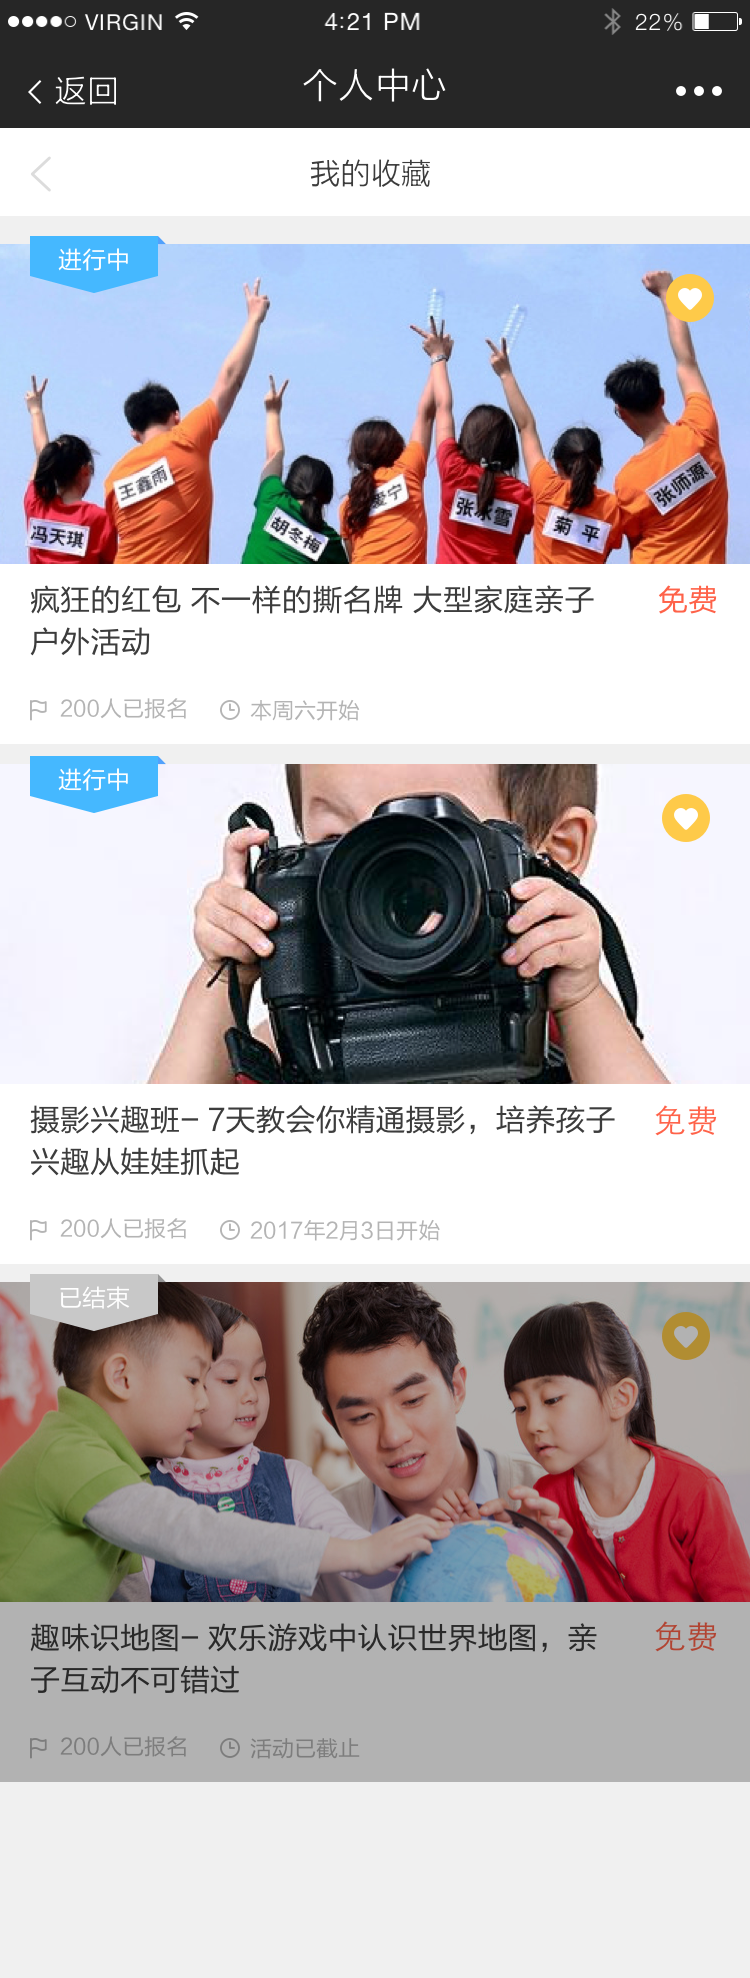 VIRGIN
4:21 PM
22%
返回
个人中心
我的收藏
进行中
冯天琪
王鑫雨
胡冬梅
爱宁
张冰雪
菊 平
张师源
疯狂的红包 不一样的撕名牌 大型家庭亲子
户外活动
免费
200人已报名
本周六开始
进行中
摄影兴趣班- 7天教会你精通摄影，培养孩子
兴趣从娃娃抓起
免费
200人已报名
2017年2月3日开始
已结束
趣味识地图- 欢乐游戏中认识世界地图，亲
子互动不可错过
免费
200人已报名
活动已截止